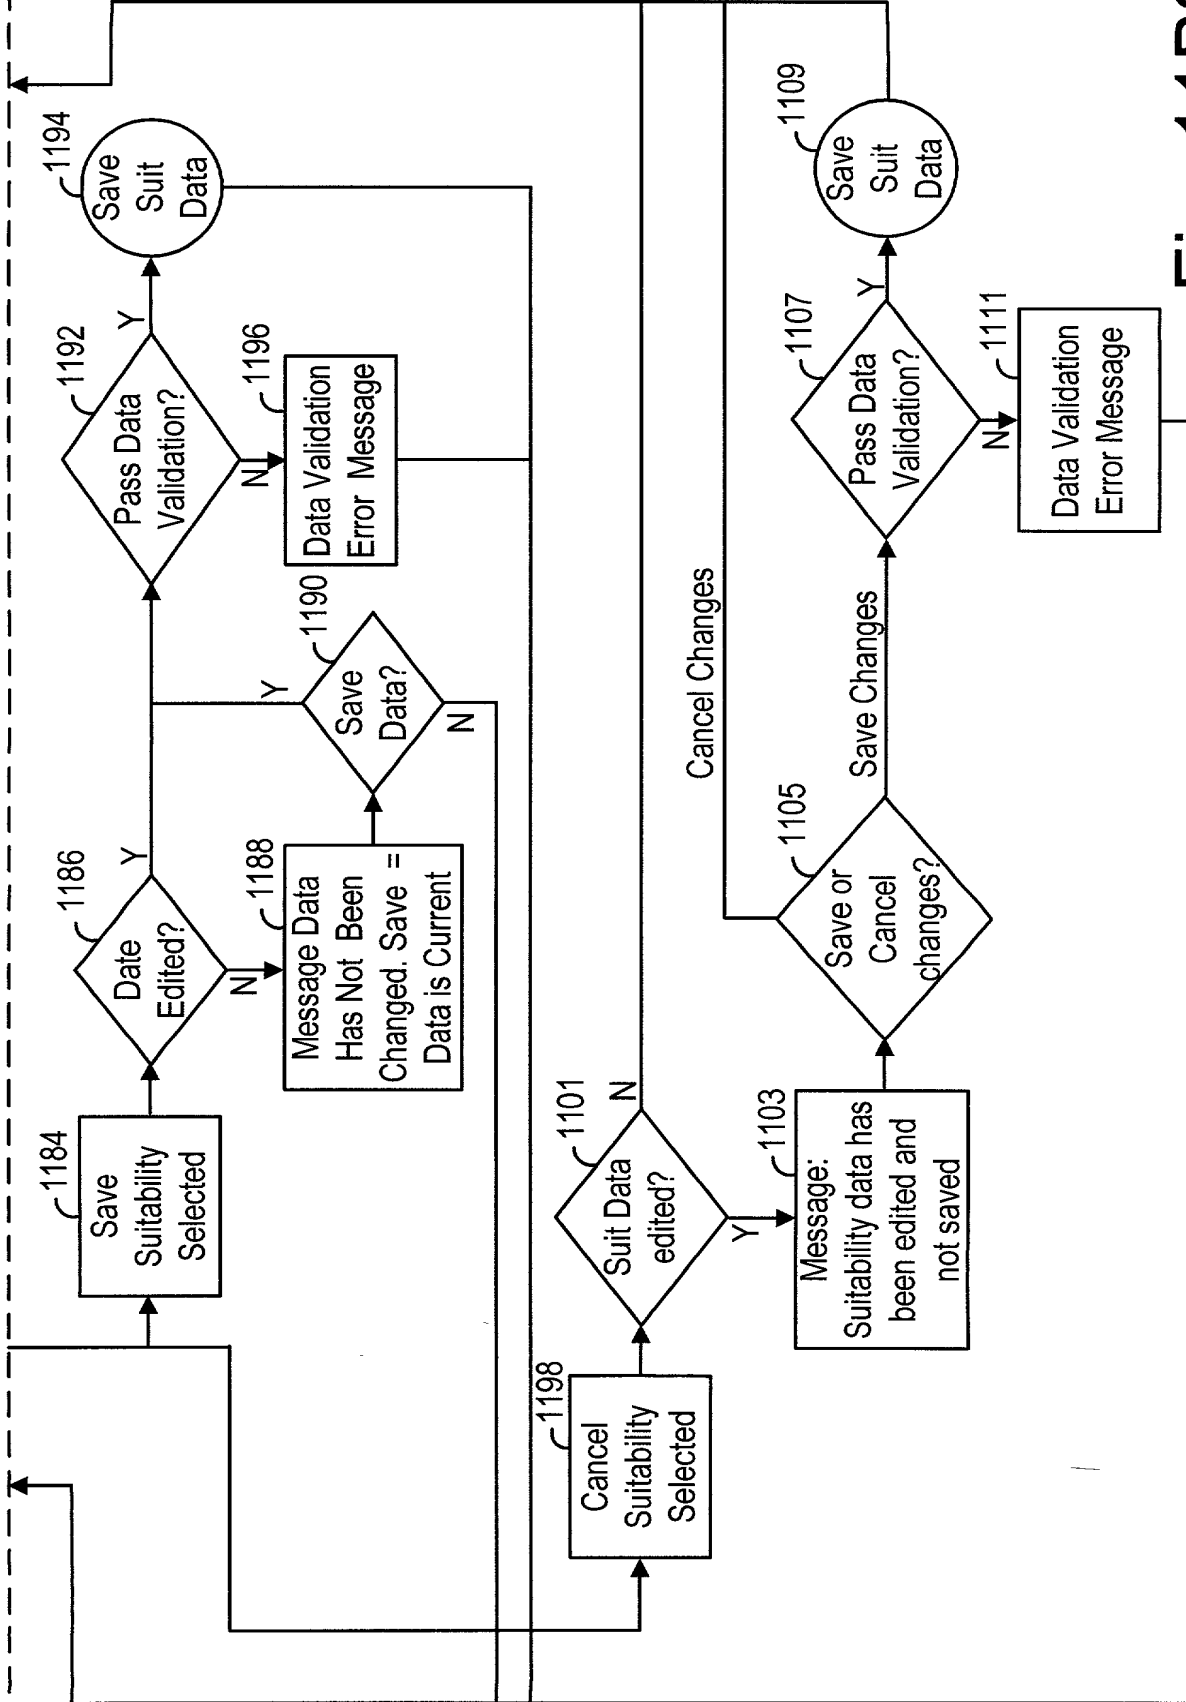 1184
Save
Suitability
Selected
1186
Date
Edited?
Y
N
1188
Message Data
Has Not Been
Changed. Save =
Data is Current
1190
Save
Data?
Y
N
1192
Pass Data
Validation?
Y
N
1194
Save
Suit
Data
1196
Data Validation
Error Message
1198
Cancel
Suitability
Selected
1101
Suit Data
edited?
N
Y
1103
Message:
Suitability data has
been edited and
not saved
1105
Save or
Cancel
changes?
Cancel Changes
Save Changes
1107
Pass Data
Validation?
Y
N
1109
Save
Suit
Data
1111
Data Validation
Error Message